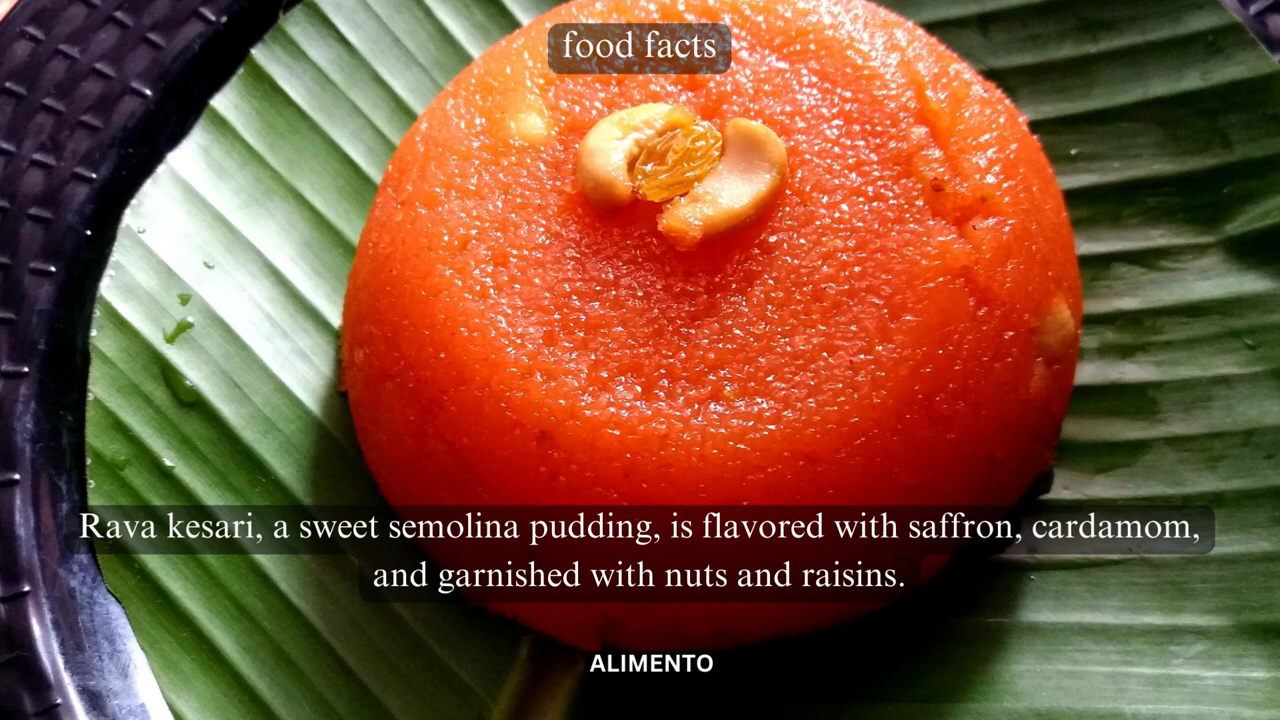 food facts
Rava kesari, a sweet semolina pudding, is flavored with saffron, cardamom,
and garnished with nuts and raisins.
ALIMENTO